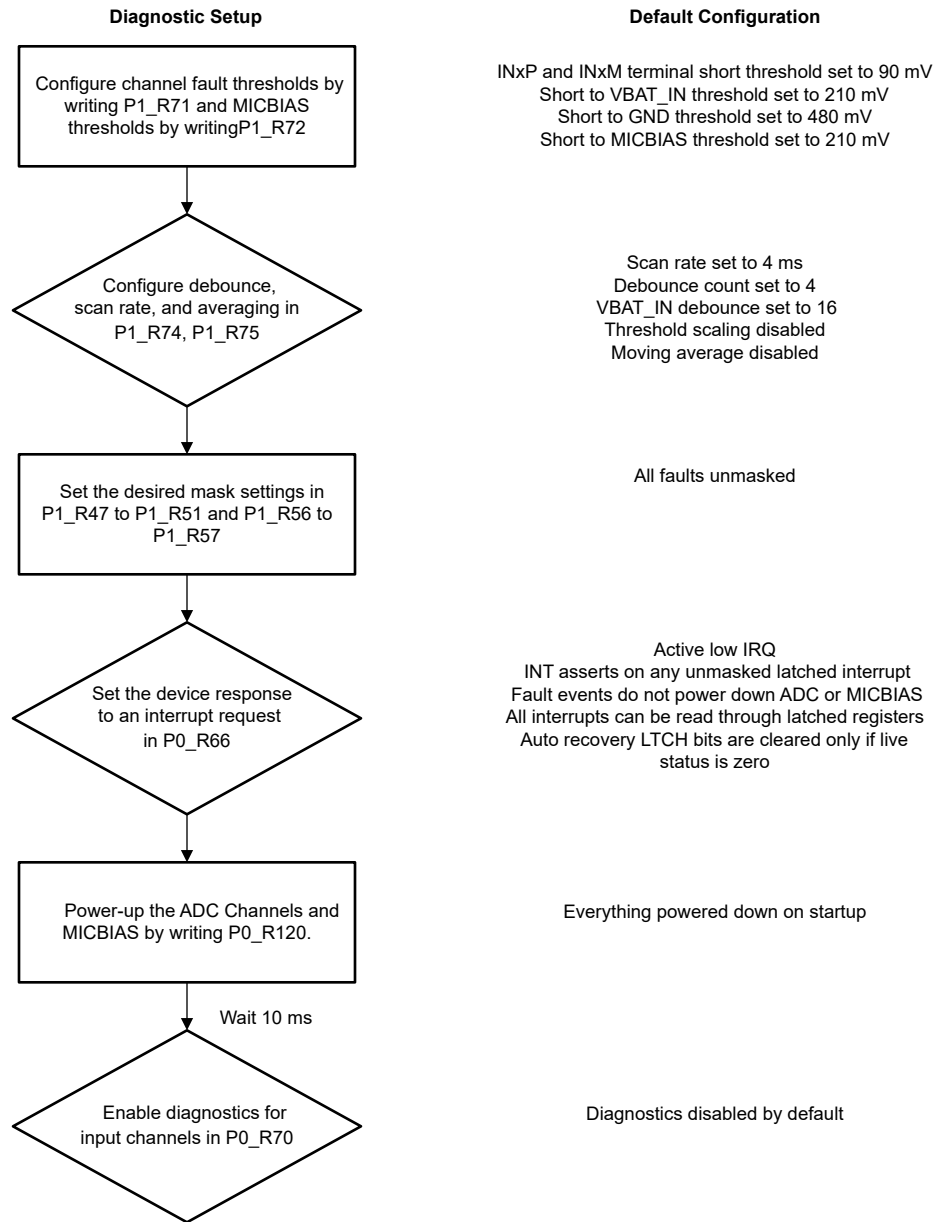 Diagnostic Setup
Default Configuration
Configure channel fault thresholds by
writing P1_R71 and MICBIAS
thresholds by writingP1_R72
INxP and INxM terminal short threshold set to 90 mV
Short to VBAT_IN threshold set to 210 mV
Short to GND threshold set to 480 mV
Short to MICBIAS threshold set to 210 mV
Configure debounce,
scan rate, and averaging in
P1_R74, P1_R75
Scan rate set to 4 ms
Debounce count set to 4
VBAT_IN debounce set to 16
Threshold scaling disabled
Moving average disabled
Set the desired mask settings in
P1_R47 to P1_R51 and P1_R56 to
P1_R57
All faults unmasked
Set the device response
to an interrupt request
in P0_R66
Active low IRQ
INT asserts on any unmasked latched interrupt
Fault events do not power down ADC or MICBIAS
All interrupts can be read through latched registers
Auto recovery LTCH bits are cleared only if live
status is zero
Power-up the ADC Channels and
MICBIAS by writing P0_R120.
Everything powered down on startup
Wait 10 ms
Enable diagnostics for
input channels in P0_R70
Diagnostics disabled by default